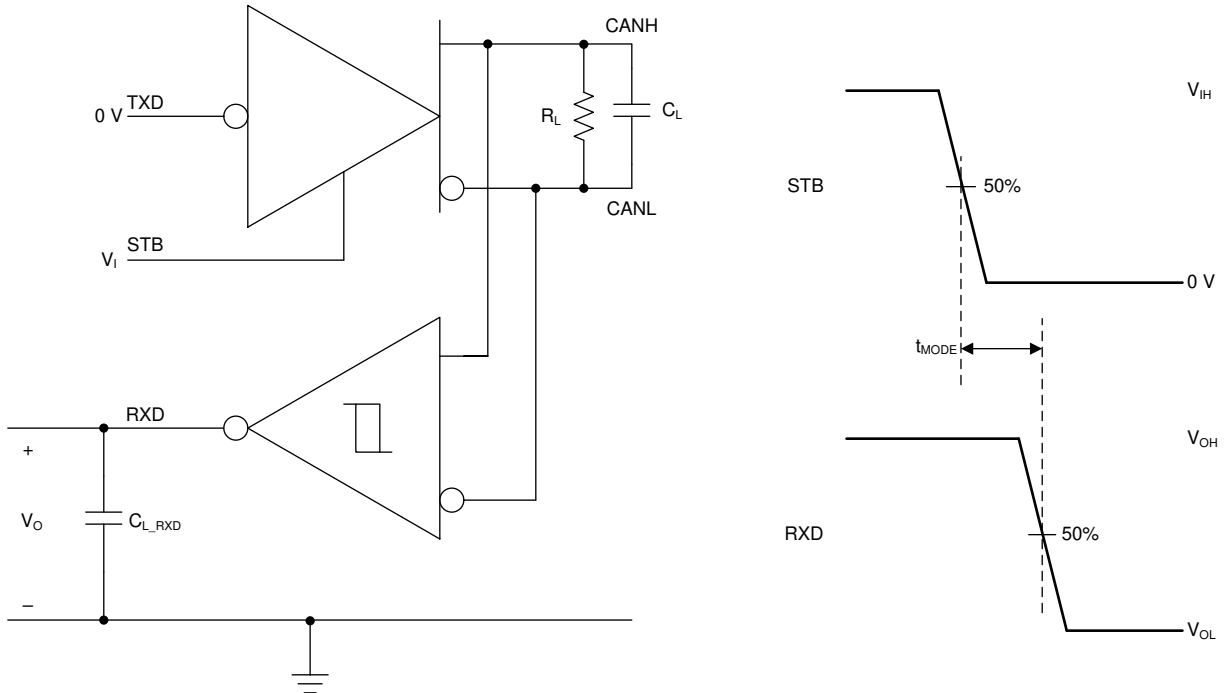 CANH
TXD
0 V
R_L
C_L
CANL
STB
V_I
RXD
+
V_O
C_L_RXD
–
V_IH
STB
50%
0 V
t_MODE
V_OH
RXD
50%
V_OL